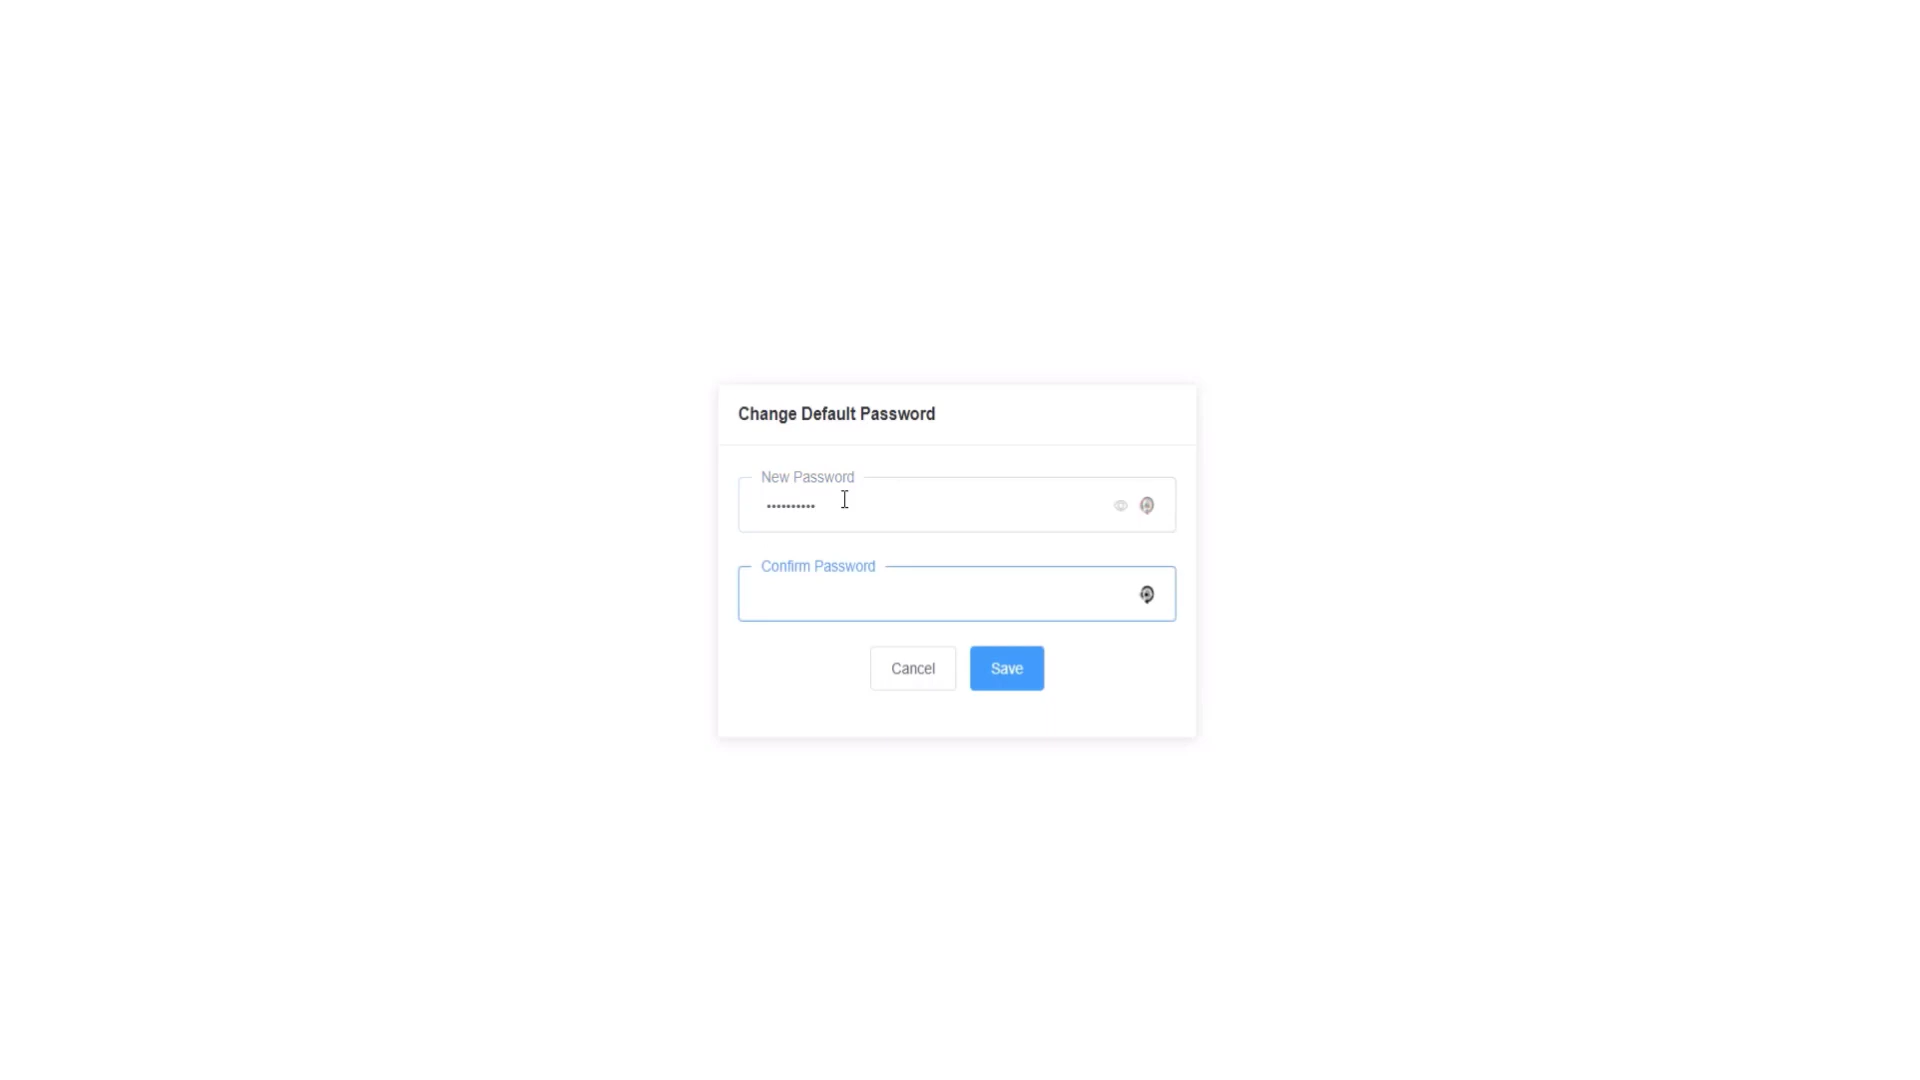 Change Default Password
New Password
••••••••••
Confirm Password
Cancel
Save